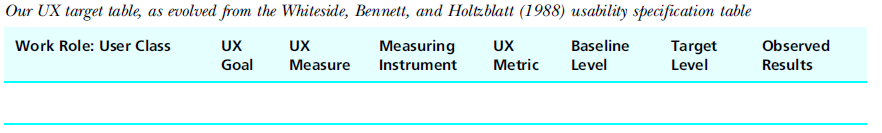 Our UX target table, as evolved from the Whiteside, Bennett, and Holtzblatt (1988) usability specification table
Work Role: User Class UX Goal UX Measure Measuring Instrument UX Metric Baseline Level Target Level Observed Results